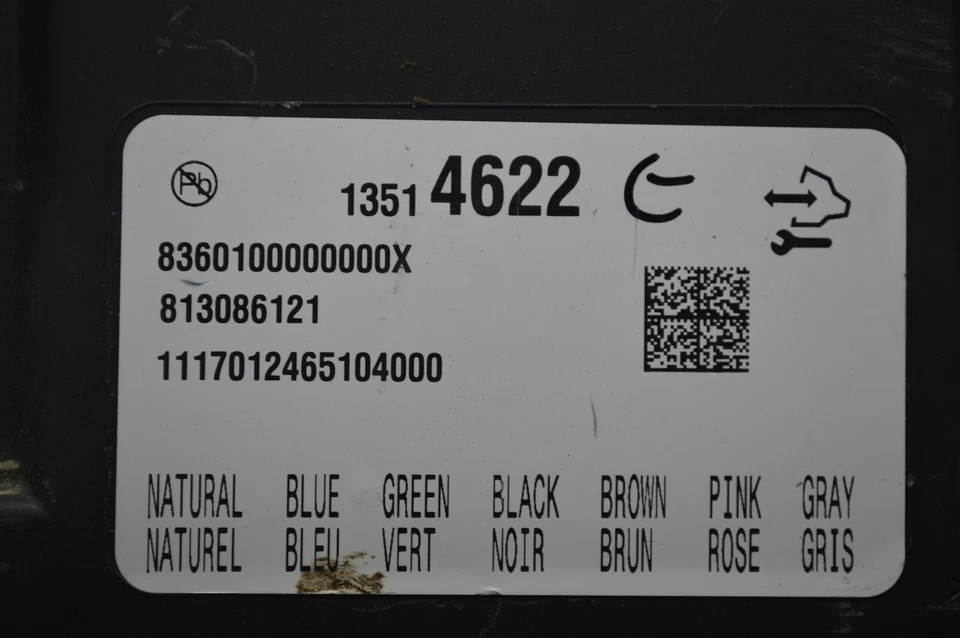 Pb
1351 4622
8360100000000X
813086121
1117012465104000
NATURAL BLUE GREEN BLACK BROWN PINK GRAY
NATUREL BLEU VERT NOIR BRUN ROSE GRIS